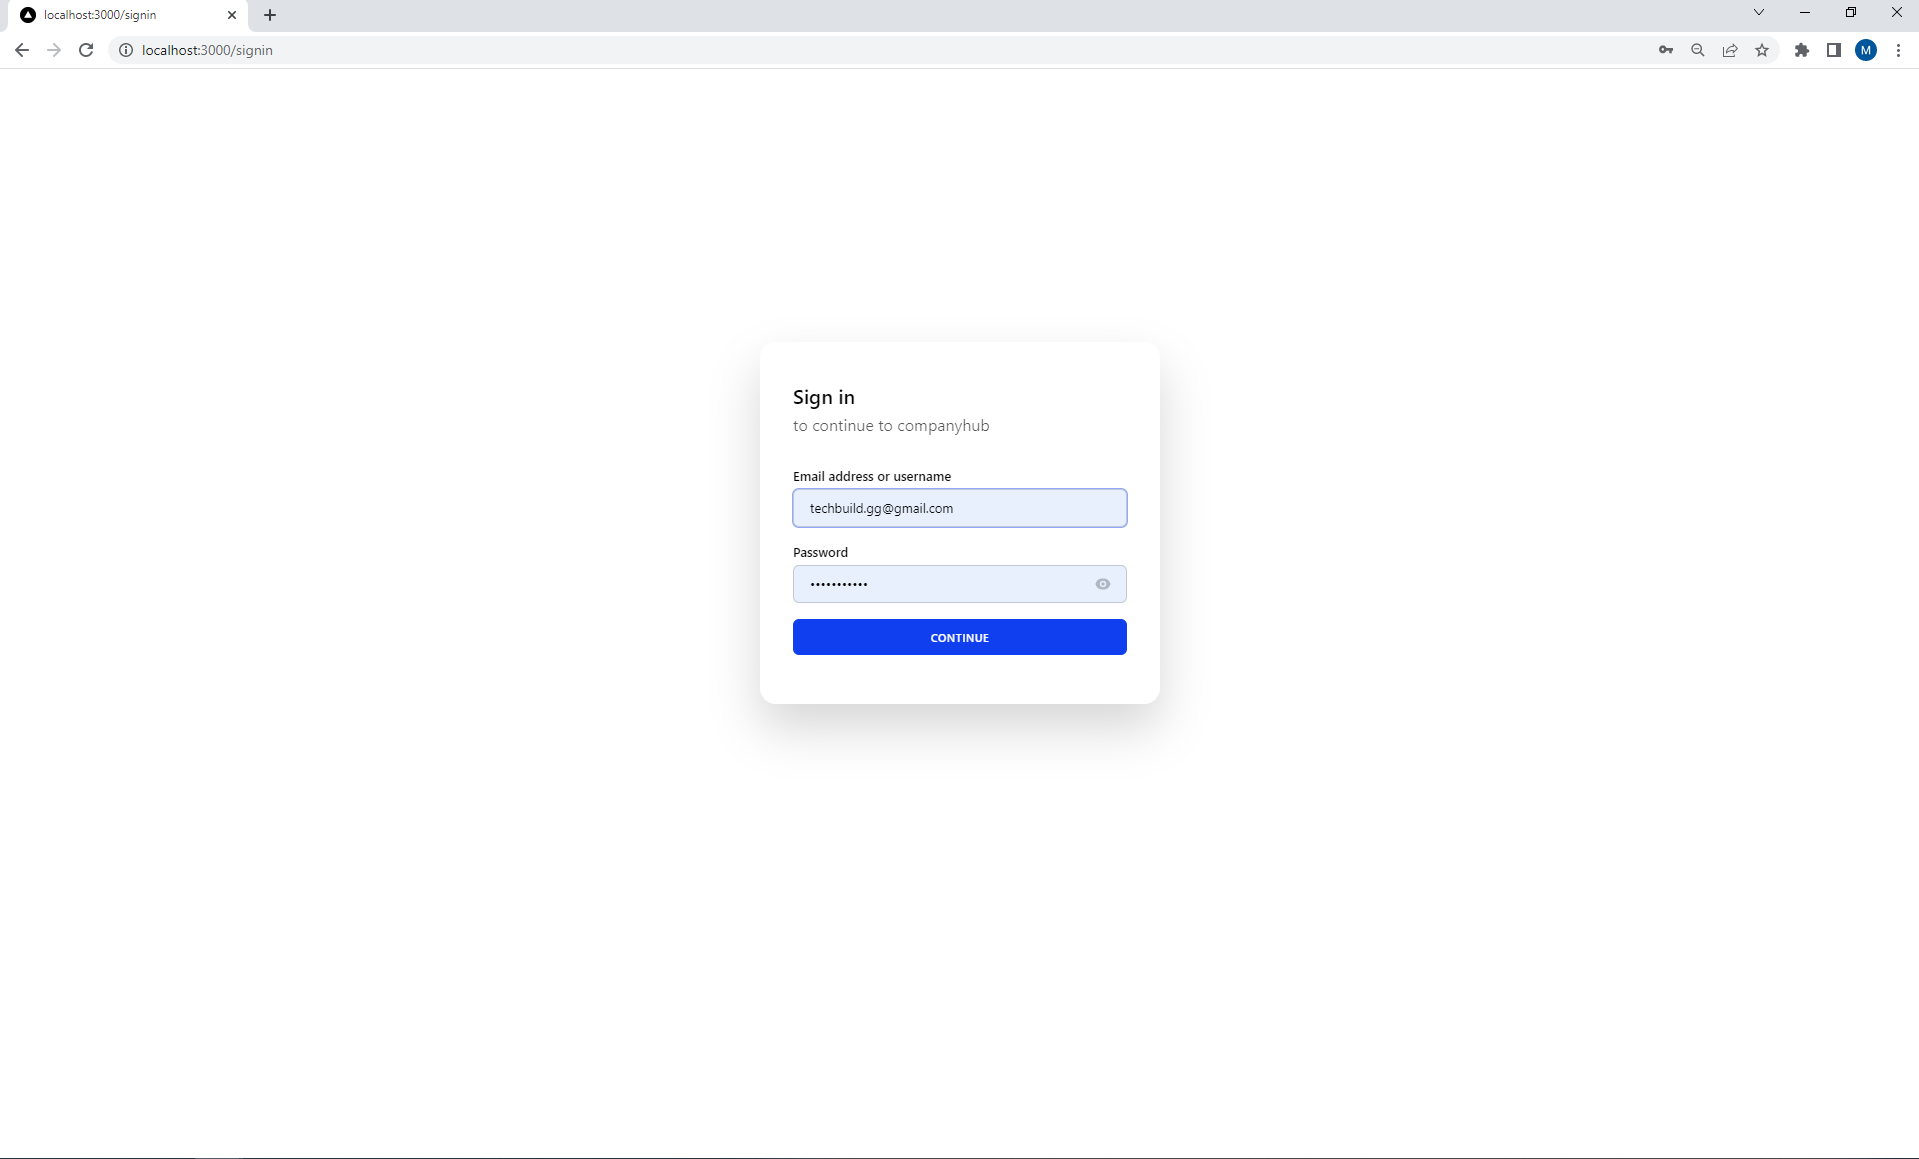 localhost:3000/signin
localhost:3000/signin
M
Sign in
to continue to companyhub
Email address or username
techbuild.gg@gmail.com
Password
•••••••••••
CONTINUE